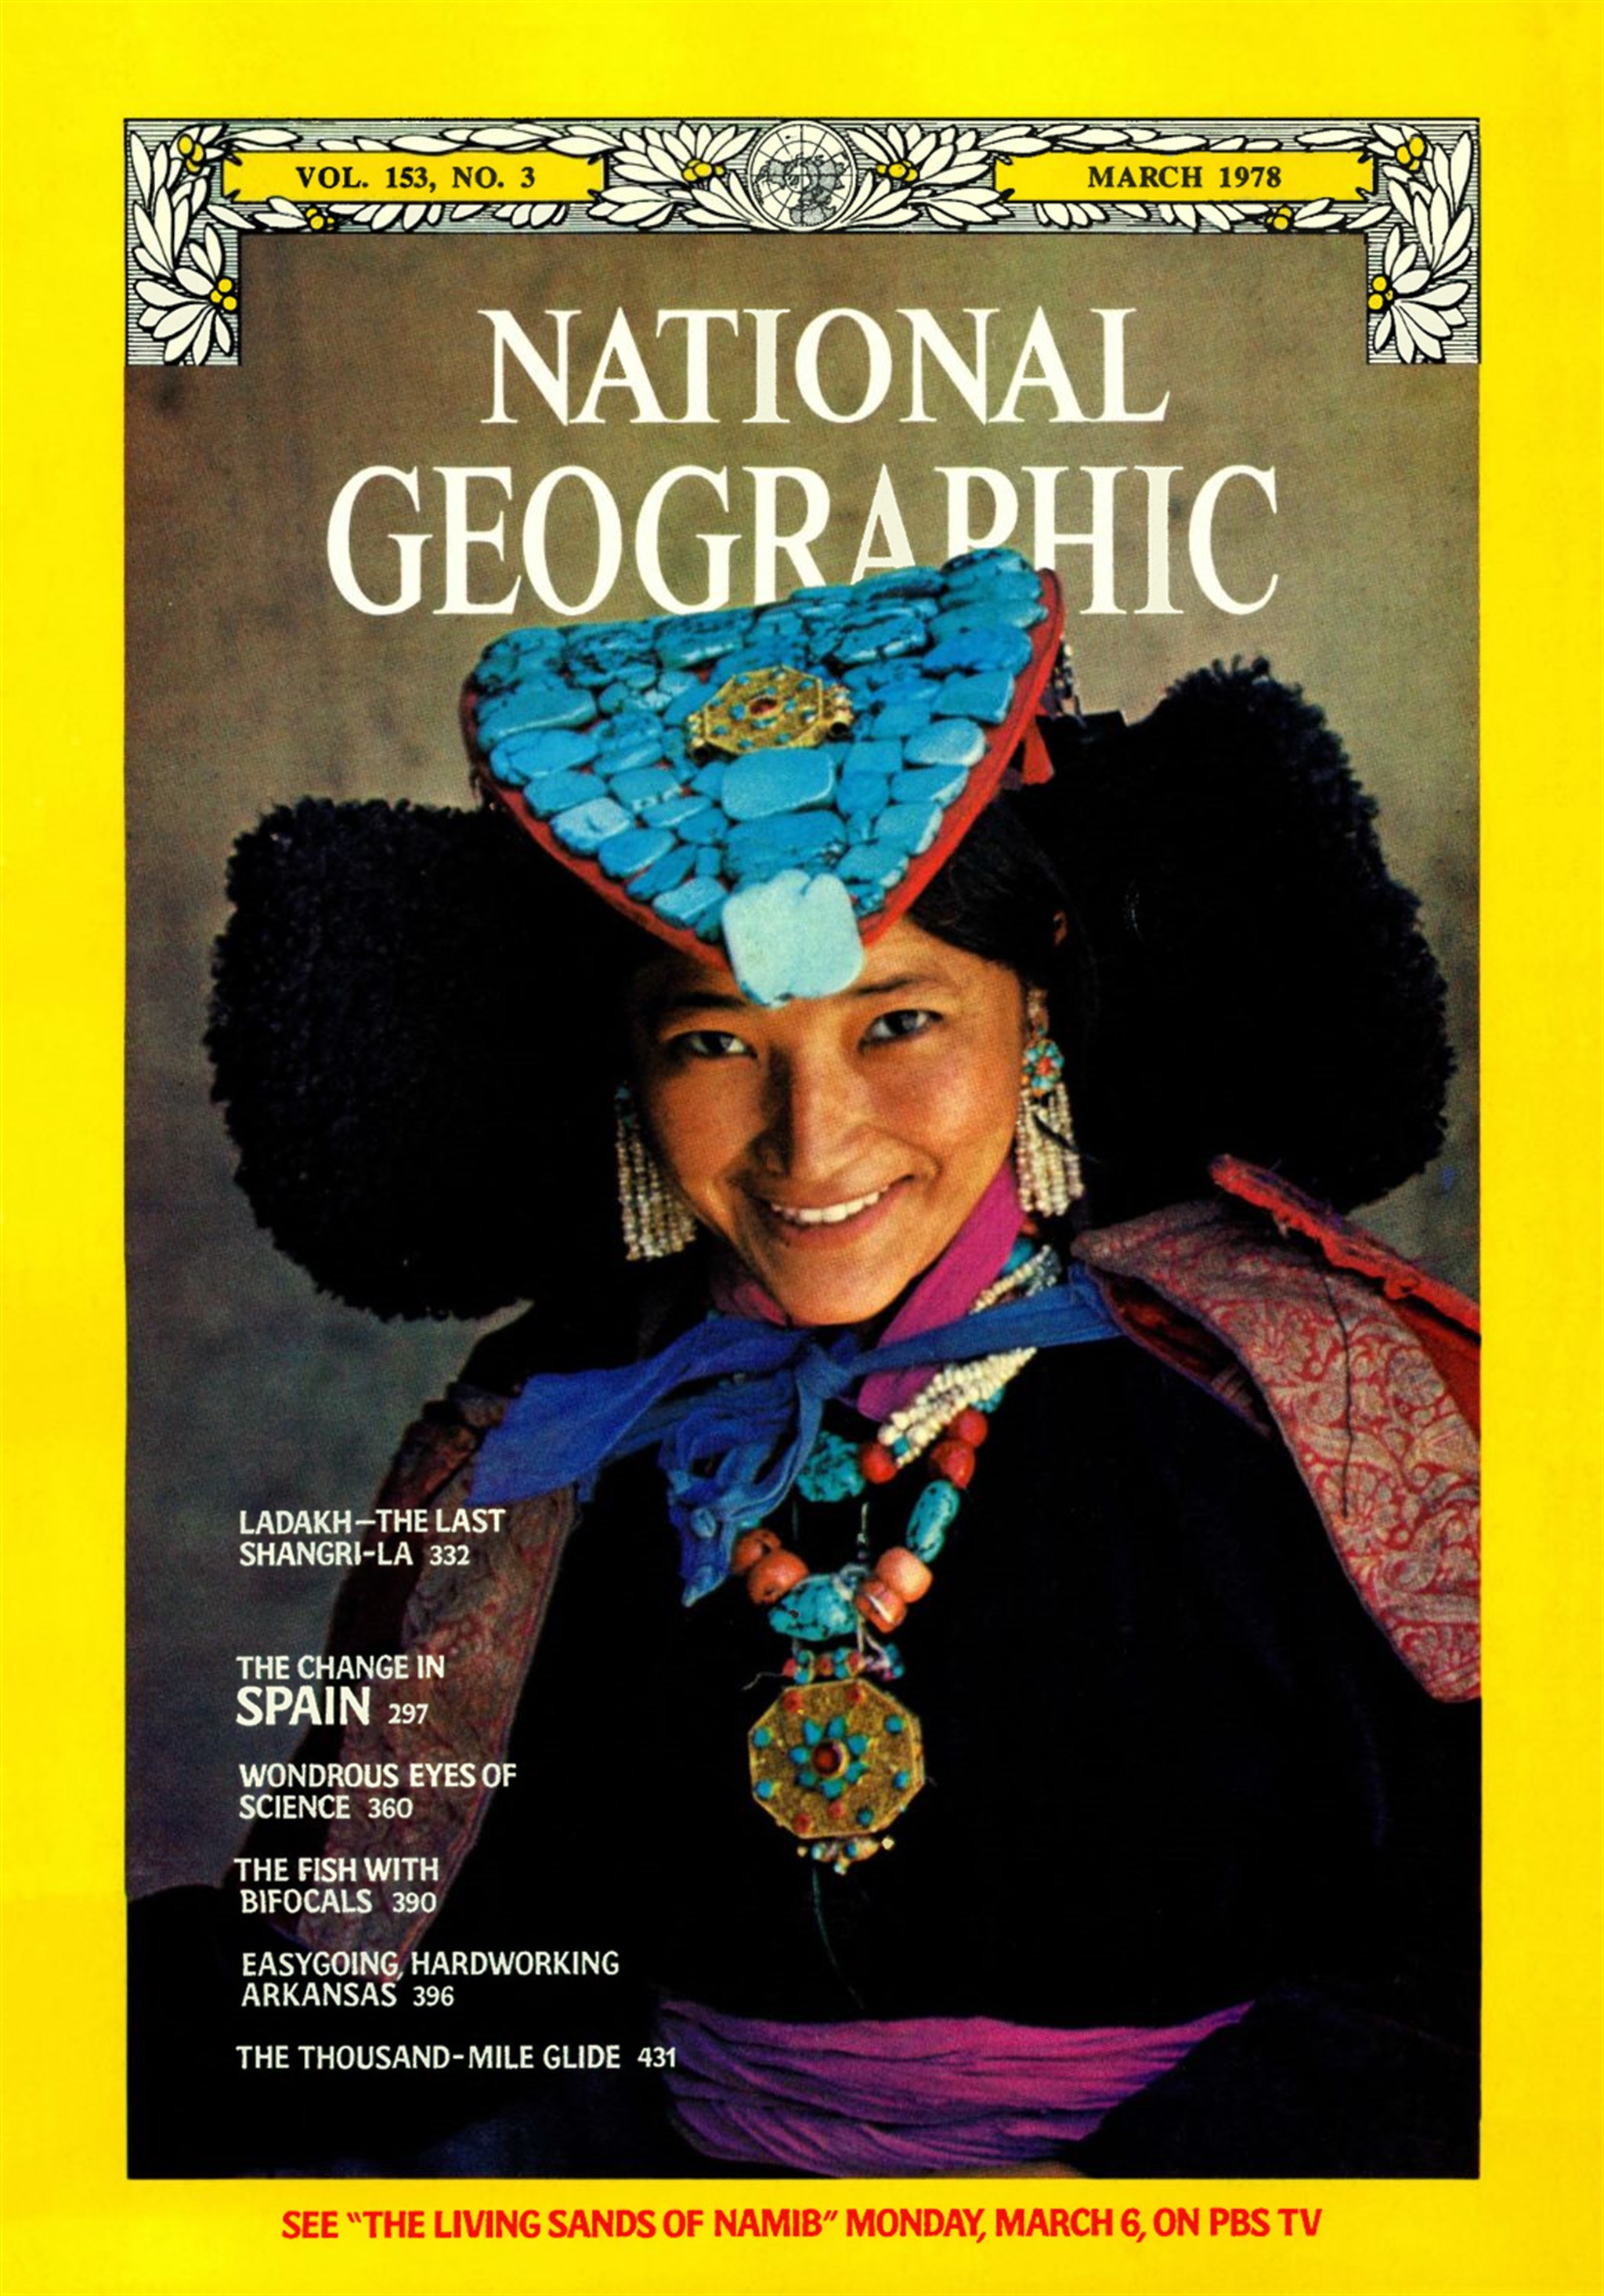 VOL. 153, NO. 3
MARCH 1978
NATIONAL
GEOGRAPHIC
LADAKH—THE LAST
SHANGRI-LA 332
THE CHANGE IN
SPAIN 297
WONDROUS EYES OF
SCIENCE 360
THE FISH WITH
BIFOCALS 390
EASYGOING, HARDWORKING
ARKANSAS 396
THE THOUSAND-MILE GLIDE 431
SEE "THE LIVING SANDS OF NAMIB" MONDAY, MARCH 6, ON PBS TV